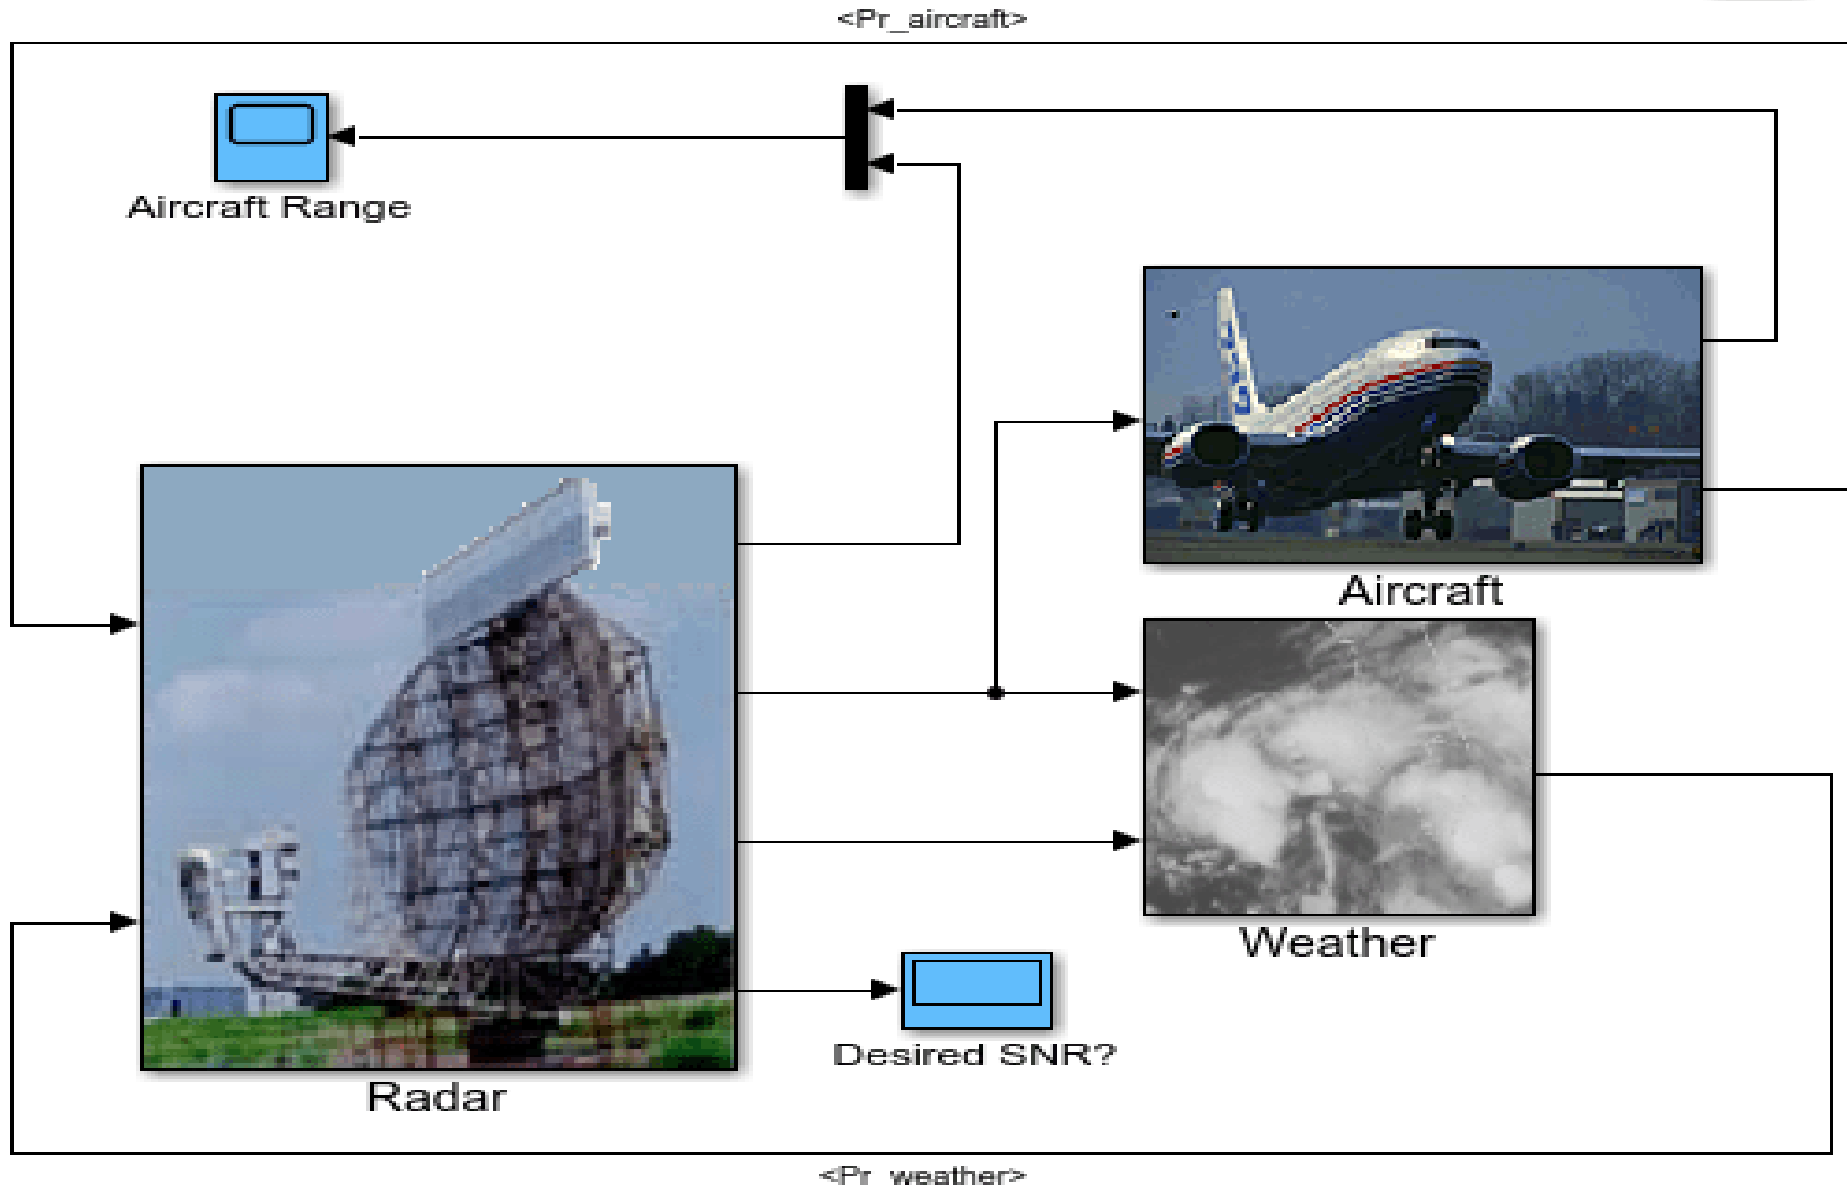 <Pr_aircraft>
Aircraft Range
Aircraft
Radar
Weather
Desired SNR?
<Pr_weather>